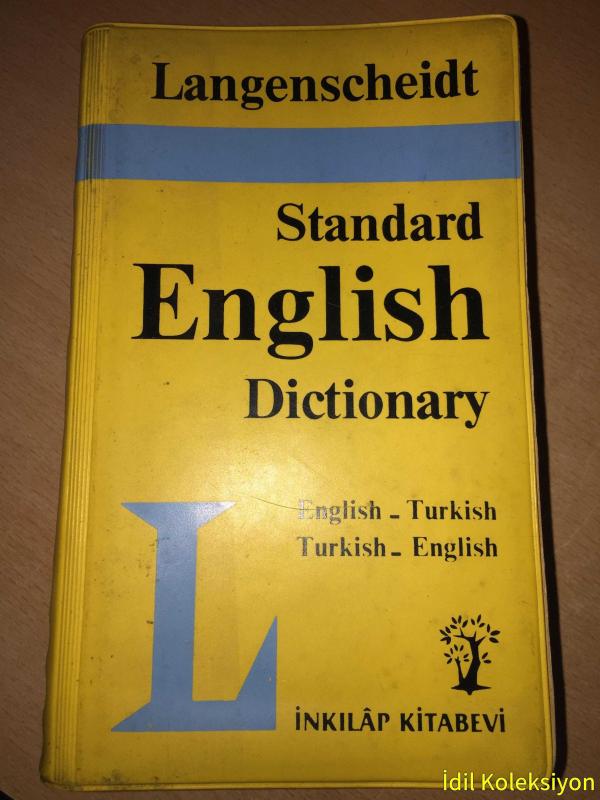 Langenscheidt
Standard
English
Dictionary
English - Turkish
Turkish - English
L
İNKILÂP KİTABEVİ
İdil Koleksiyon